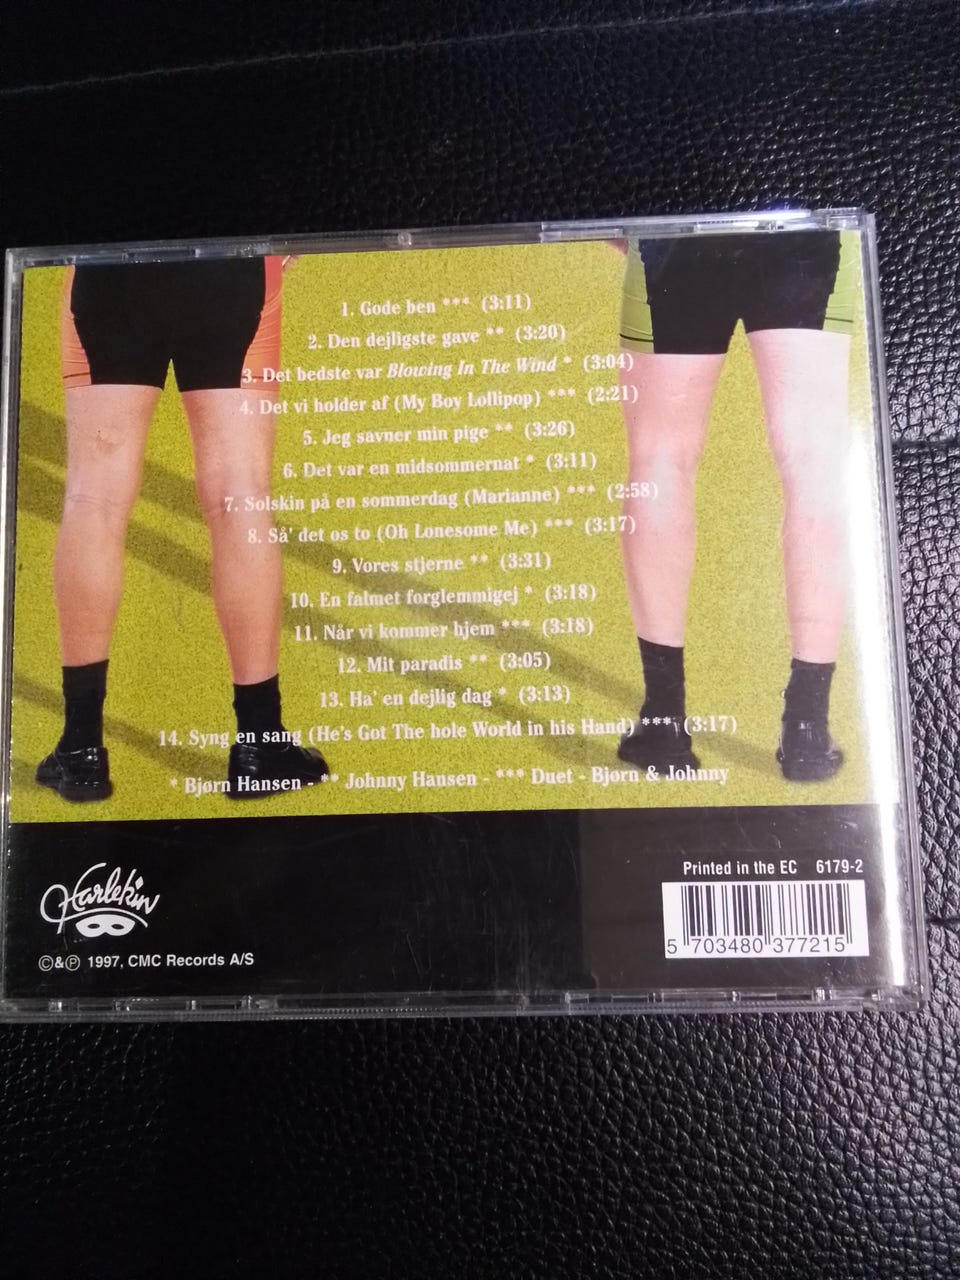 1. Gode ben *** (3:11)
2. Den dejligste gave ** (3:20)
3. Det bedste var Blowing In The Wind * (3:04)
4. Det vi holder af (My Boy Lollipop) *** (2:21)
5. Jeg savner min pige ** (3:26)
6. Det var en midsommernat * (3:11)
7. Solskin på en sommerdag (Marianne) *** (2:58)
8. Så' det os to (Oh Lonesome Me) *** (3:17)
9. Vores stjerne ** (3:31)
10. En falmet forglemmigej * (3:18)
11. Når vi kommer hjem *** (3:18)
12. Mit paradis ** (3:05)
13. Ha' en dejlig dag * (3:13)
14. Syng en sang (He's Got The hole World in his Hand) *** (3:17)
* Bjørn Hansen - ** Johnny Hansen - *** Duet - Bjørn & Johnny
Printed in the EC 6179-2
Harlekin
5 703480 377215
©&℗ 1997, CMC Records A/S